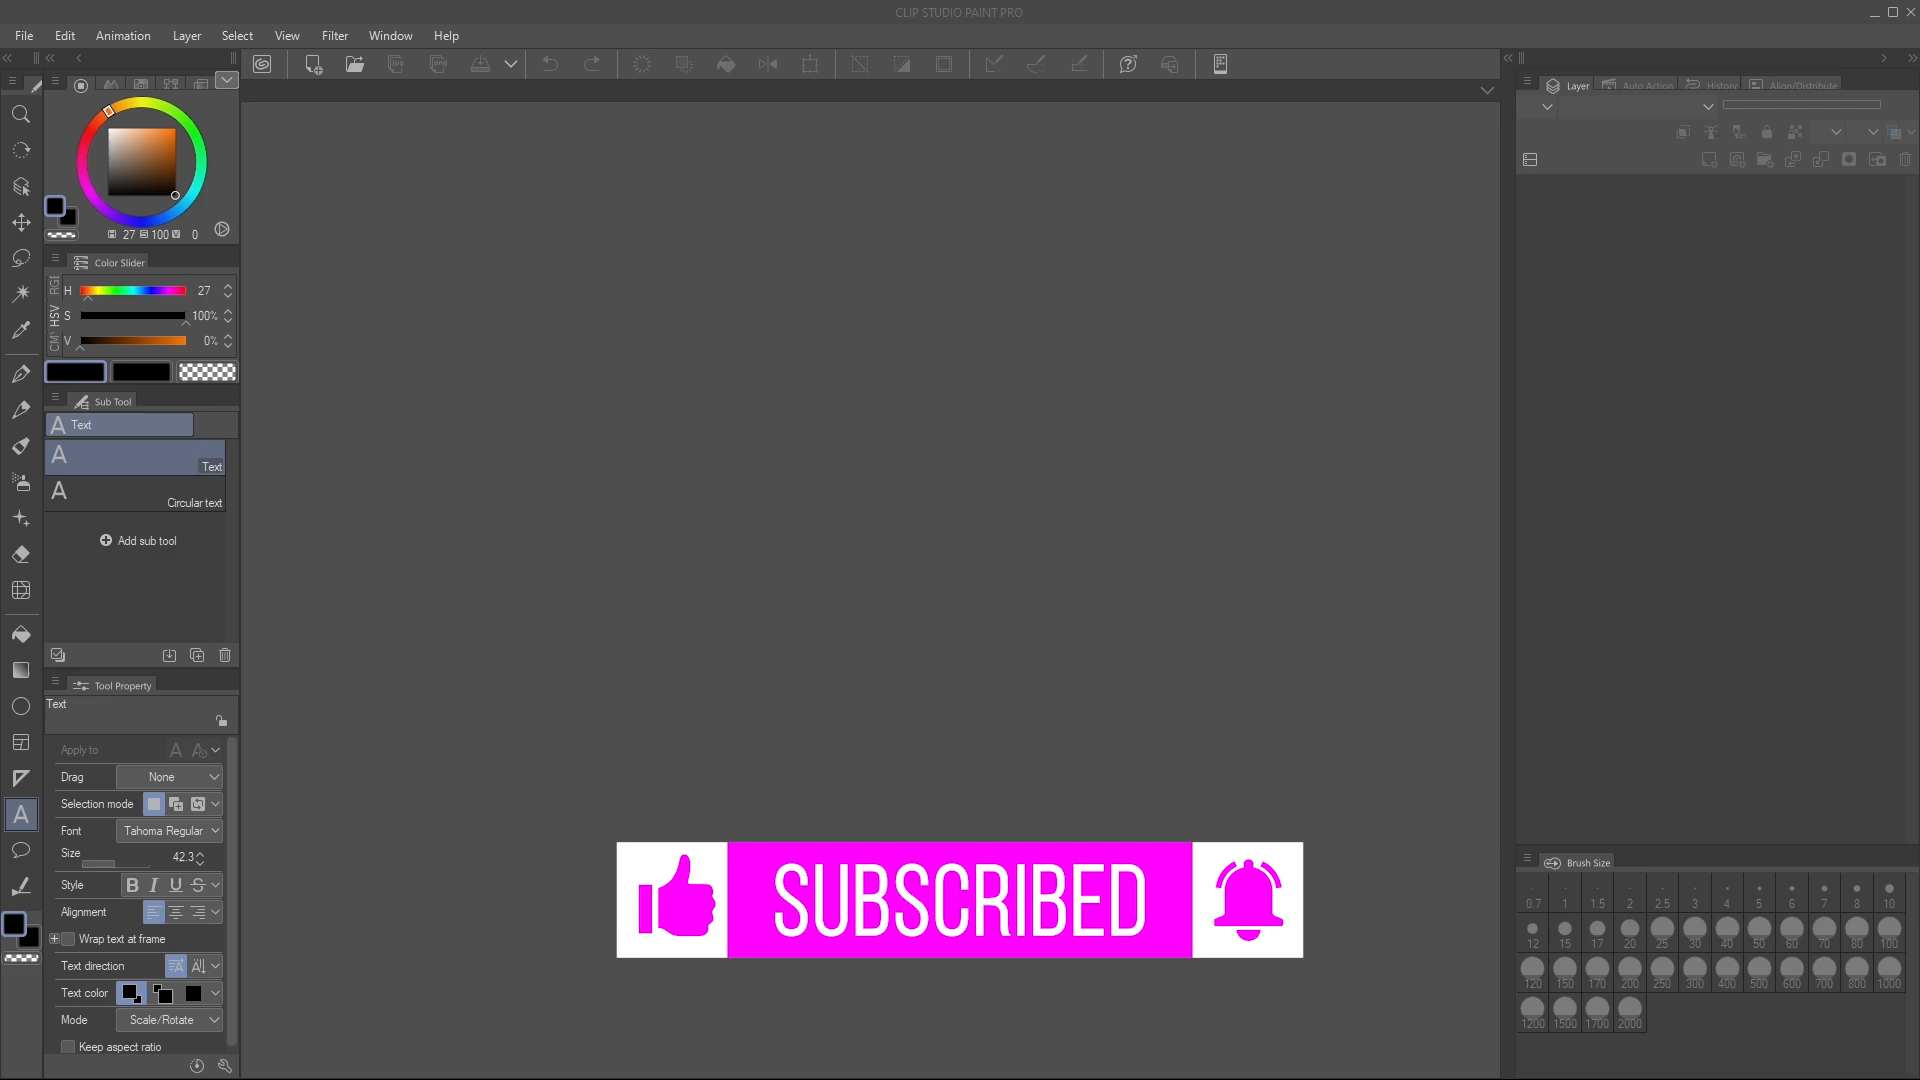 CLIP STUDIO PAINT PRO
File Edit Animation Layer Select View Filter Window Help
Layer Auto Action History Align/Distribute
27 100 0
Color Slider
RGB
HSV
H 27
S 100%
V 0%
Sub Tool
Text
Text
Circular text
Add sub tool
Tool Property
Text
Apply to
Drag None
Selection mode
Font Tahoma Regular
Size 42.3
Style B I U S
Alignment
Wrap text at frame
Text direction
Text color
Mode Scale/Rotate
Keep aspect ratio
SUBSCRIBED
Brush Size
0.7 1 1.5 2 2.5 3 4 5 6 7 8 10
12 15 17 20 25 30 40 50 60 70 80 100
120 150 170 200 250 300 400 500 600 700 800 1000
1200 1500 1700 2000